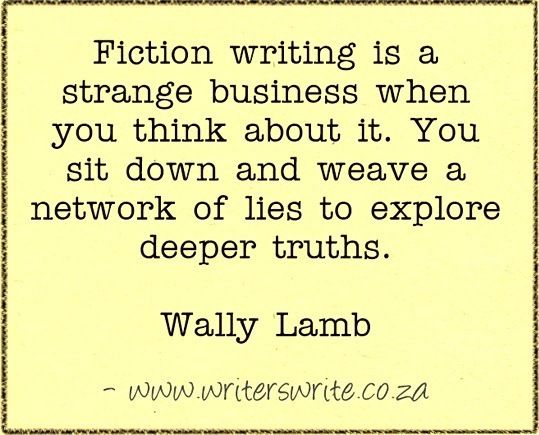 Fiction writing is a
strange business when
you think about it. You
sit down and weave a
network of lies to explore
deeper truths.
Wally Lamb
- www.writerswrite.co.za